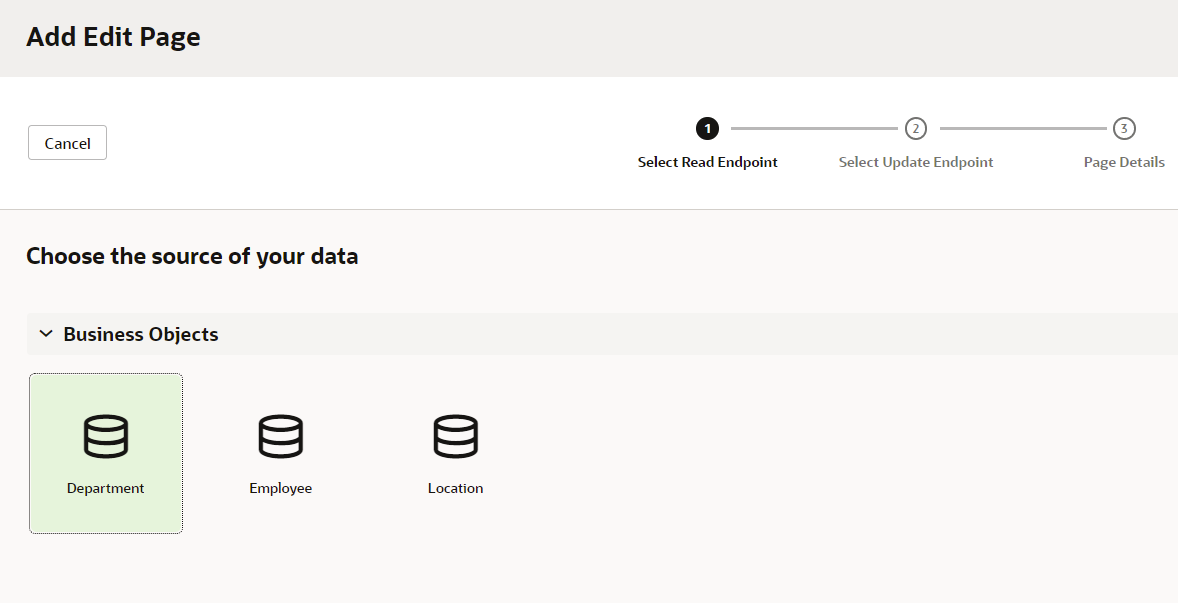 Add Edit Page
Cancel
1
2
3
Select Read Endpoint
Select Update Endpoint
Page Details
Choose the source of your data
Business Objects
Department
Employee
Location